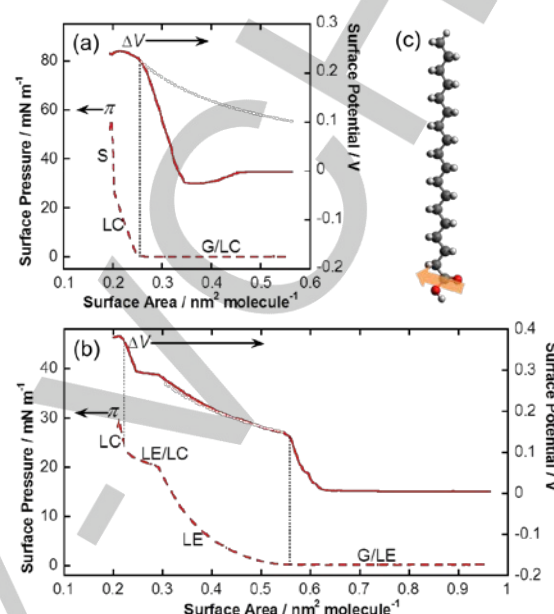 (a)
ΔV
π
S
LC
G/LC
80
60
40
20
0
Surface Pressure / mN m-1
0.3
0.2
0.1
0
-0.1
-0.2
Surface Potential / V
0.1 0.2 0.3 0.4 0.5 0.6
Surface Area / nm2 molecule-1
(c)
(b)
ΔV
π
LC
LE/LC
LE
G/LE
40
30
20
10
0
Surface Pressure / mN m-1
0.4
0.3
0.2
0.1
0
-0.1
-0.2
Surface Potential / V
0.1 0.2 0.3 0.4 0.5 0.6 0.7 0.8 0.9 1
Surface Area / nm2 molecule-1